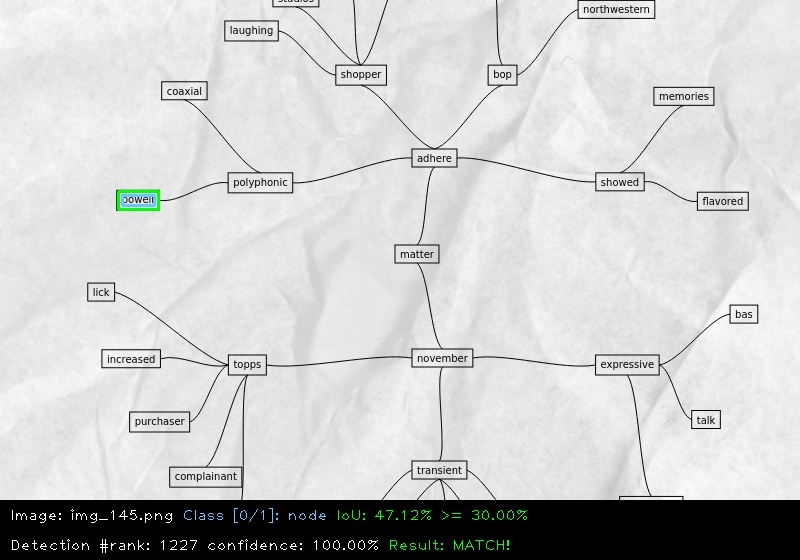 studios
northwestern
laughing
shopper
bop
coaxial
memories
adhere
polyphonic
showed
powell
flavored
matter
lick
bas
increased
topps
november
expressive
purchaser
talk
transient
complainant
Image: img_145.png Class [0/1]: node IoU: 47.12% >= 30.00%
Detection #rank: 1227 confidence: 100.00% Result: MATCH!